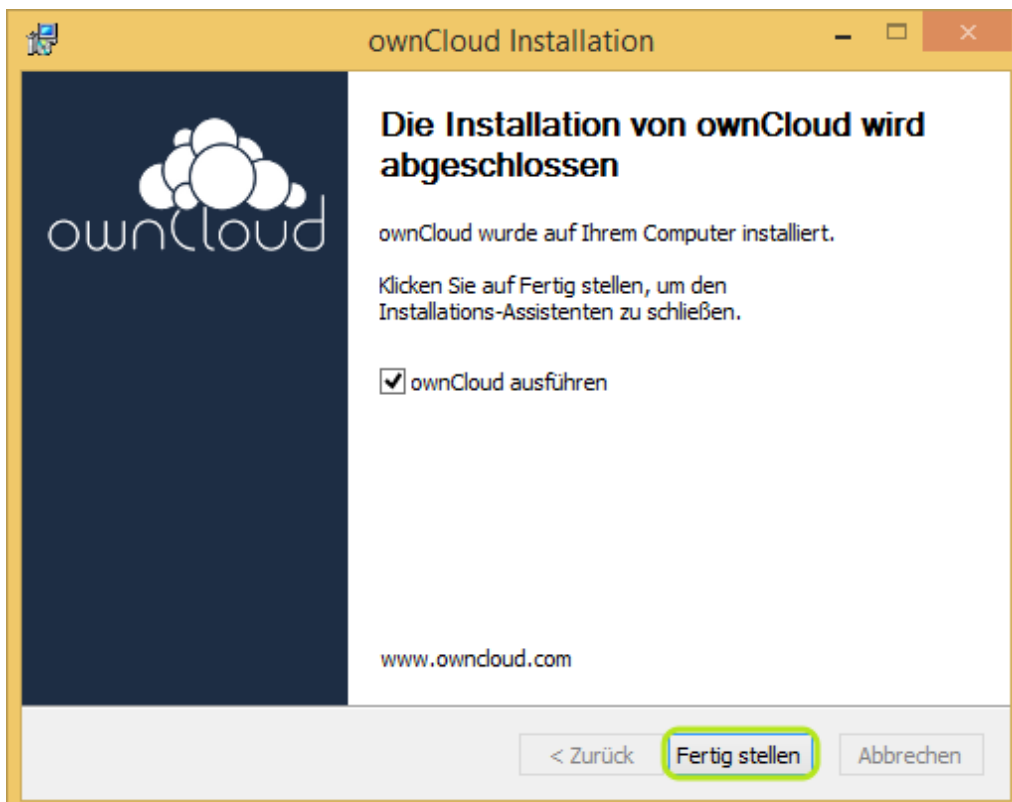 ownCloud Installation
ownCloud
Die Installation von ownCloud wird
abgeschlossen
ownCloud wurde auf Ihrem Computer installiert.
Klicken Sie auf Fertig stellen, um den
Installations-Assistenten zu schließen.
ownCloud ausführen
www.owncloud.com
< Zurück
Fertig stellen
Abbrechen